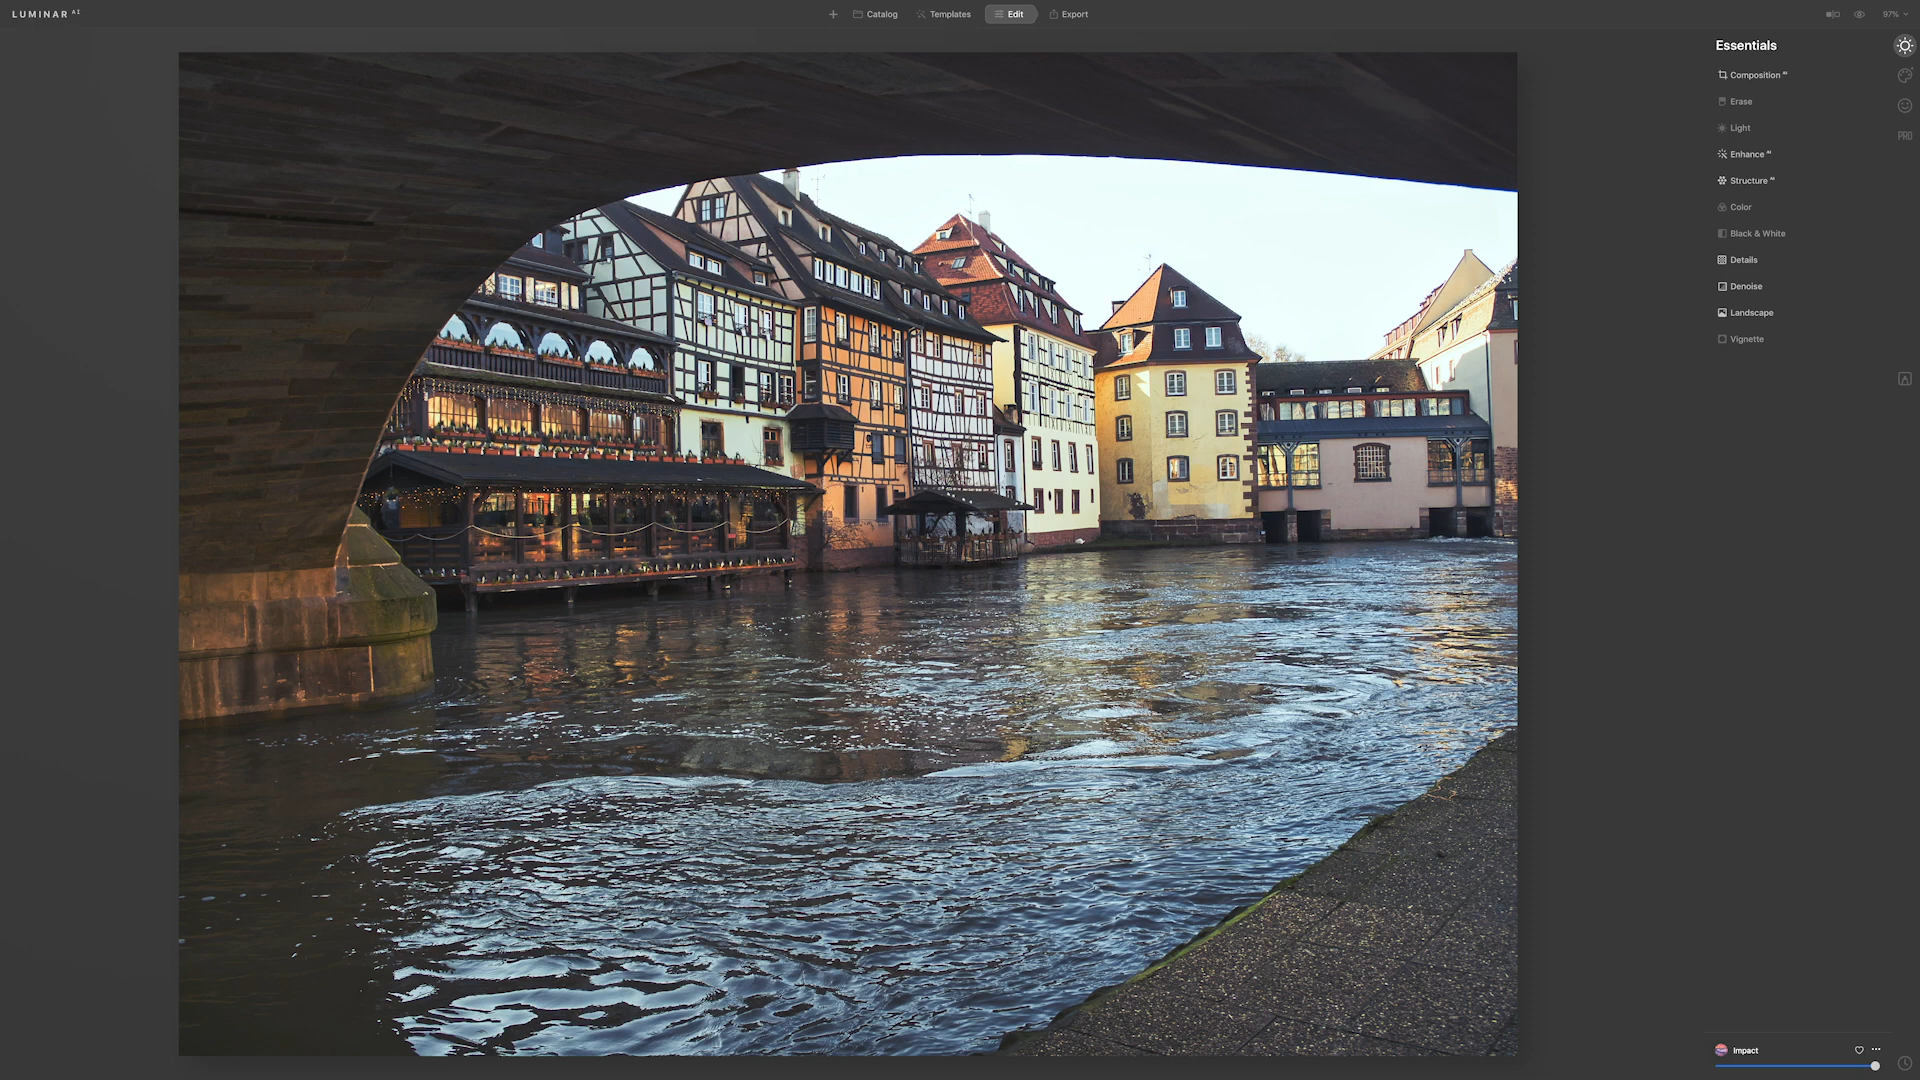 LUMINAR AI
Catalog
Templates
Edit
Export
97%
Essentials
Composition AI
Erase
Light
Enhance AI
Structure AI
Color
Black & White
Details
Denoise
Landscape
Vignette
PRO
Impact